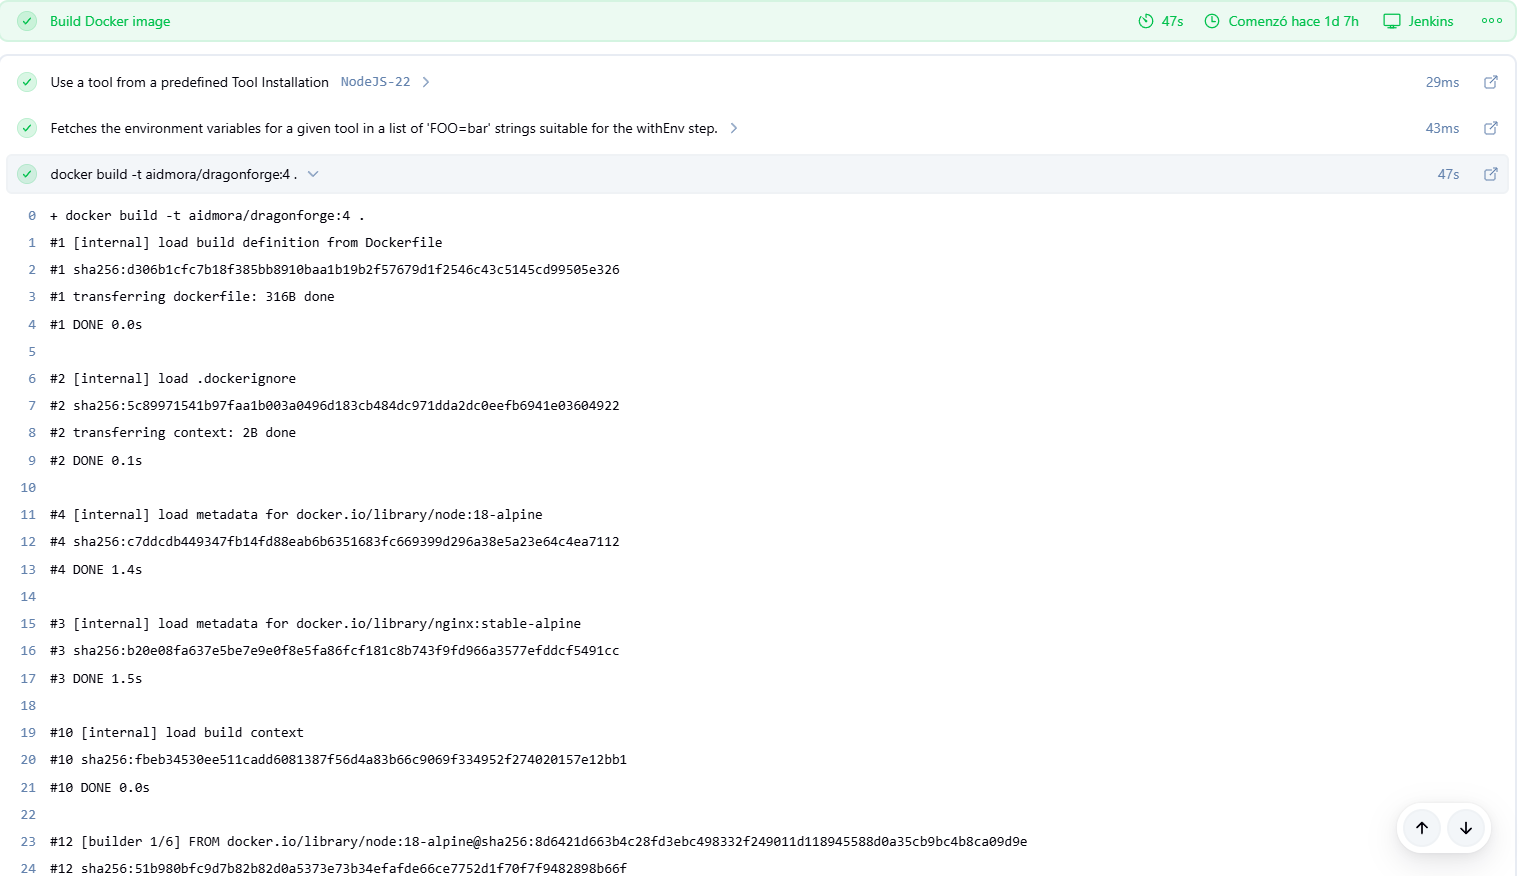 Build Docker image 47s Comenzó hace 1d 7h Jenkins
Use a tool from a predefined Tool Installation NodeJS-22 29ms
Fetches the environment variables for a given tool in a list of 'FOO=bar' strings suitable for the withEnv step. 43ms
docker build -t aidmora/dragonforge:4 . 47s
0 + docker build -t aidmora/dragonforge:4 .
1 #1 [internal] load build definition from Dockerfile
2 #1 sha256:d306b1cfc7b18f385bb8910baa1b19b2f57679d1f2546c43c5145cd99505e326
3 #1 transferring dockerfile: 316B done
4 #1 DONE 0.0s
5
6 #2 [internal] load .dockerignore
7 #2 sha256:5c89971541b97faa1b003a0496d183cb484dc971dda2dc0eefb6941e03604922
8 #2 transferring context: 2B done
9 #2 DONE 0.1s
10
11 #4 [internal] load metadata for docker.io/library/node:18-alpine
12 #4 sha256:c7ddcdb449347fb14fd88eab6b6351683fc669399d296a38e5a23e64c4ea7112
13 #4 DONE 1.4s
14
15 #3 [internal] load metadata for docker.io/library/nginx:stable-alpine
16 #3 sha256:b20e08fa637e5be7e9e0f8e5fa86fcf181c8b743f9fd966a3577efddcf5491cc
17 #3 DONE 1.5s
18
19 #10 [internal] load build context
20 #10 sha256:fbeb34530ee511cadd6081387f56d4a83b66c9069f334952f274020157e12bb1
21 #10 DONE 0.0s
22
23 #12 [builder 1/6] FROM docker.io/library/node:18-alpine@sha256:8d6421d663b4c28fd3ebc498332f249011d118945588d0a35cb9bc4b8ca09d9e
24 #12 sha256:51b980bfc9d7b82b82d0a5373e73b34efafde66ce7752d1f70f7f9482898b66f